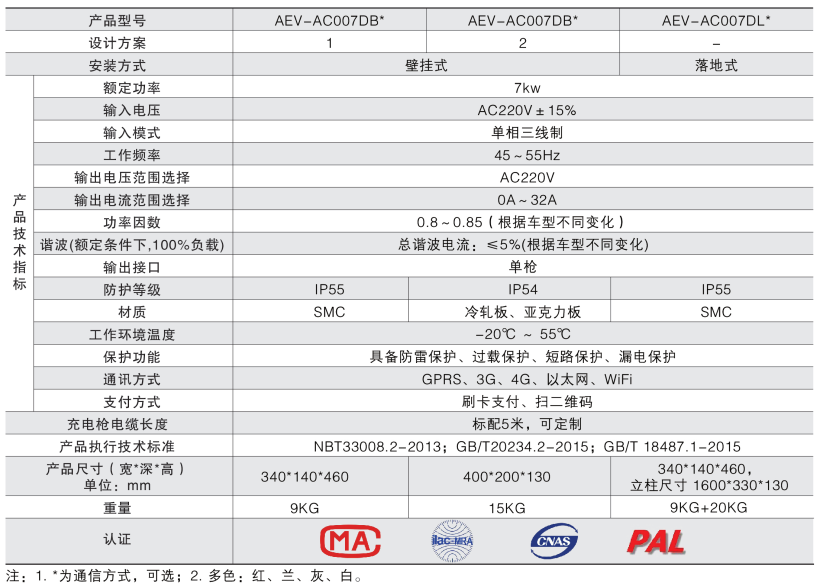 产品型号 AEV-AC007DB* AEV-AC007DB* AEV-AC007DL*
设计方案 1 2 -
安装方式 壁挂式 落地式
产品技术指标
额定功率 7kw
输入电压 AC220V±15%
输入模式 单相三线制
工作频率 45~55Hz
输出电压范围选择 AC220V
输出电流范围选择 0A~32A
功率因数 0.8~0.85（根据车型不同变化）
谐波(额定条件下,100%负载) 总谐波电流：≤5%(根据车型不同变化)
输出接口 单枪
防护等级 IP55 IP54 IP55
材质 SMC 冷轧板、亚克力板 SMC
工作环境温度 -20℃ ~ 55℃
保护功能 具备防雷保护、过载保护、短路保护、漏电保护
通讯方式 GPRS、3G、4G、以太网、WiFi
支付方式 刷卡支付、扫二维码
充电枪电缆长度 标配5米，可定制
产品执行技术标准 NBT33008.2-2013；GB/T20234.2-2015；GB/T 18487.1-2015
产品尺寸（宽*深*高） 340*140*460，
单位：mm 340*140*460 400*200*130 立柱尺寸 1600*330*130
重量 9KG 15KG 9KG+20KG
认证 MA ilac-MRA CNAS PAL
注：1. *为通信方式，可选；2. 多色：红、兰、灰、白。